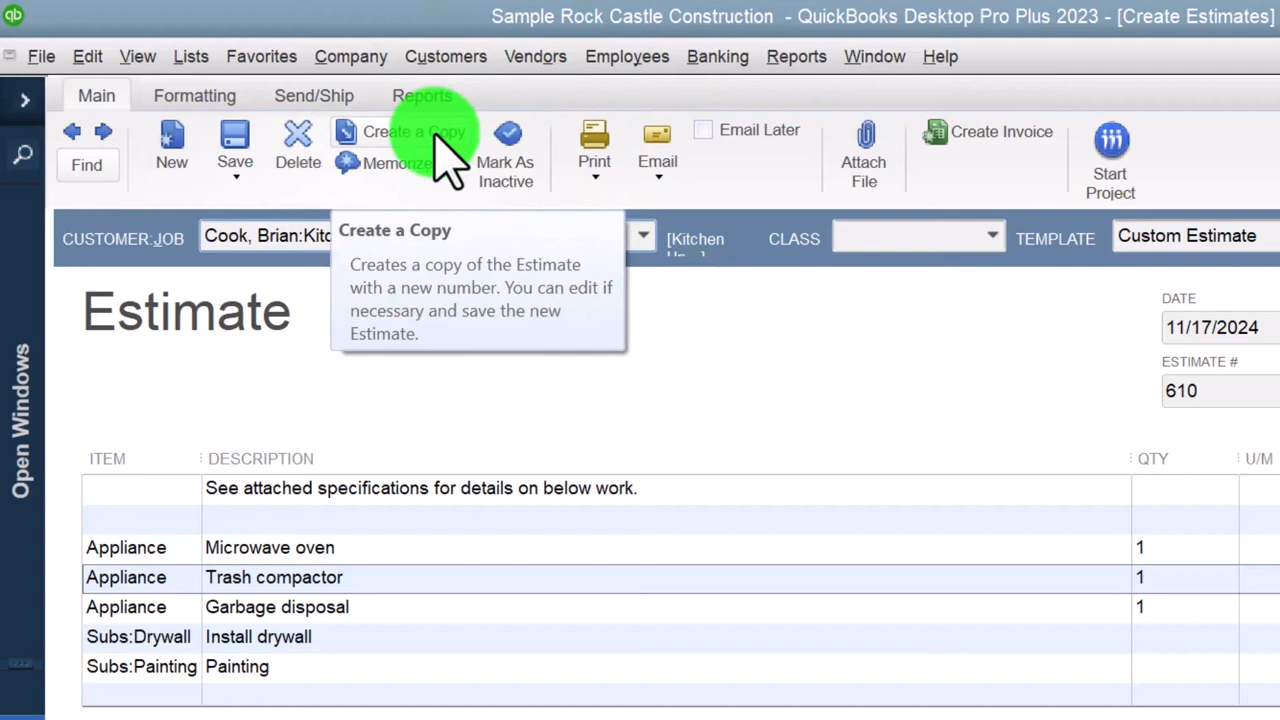 qb
Sample Rock Castle Construction - QuickBooks Desktop Pro Plus 2023 - [Create Estimates]
File Edit View Lists Favorites Company Customers Vendors Employees Banking Reports Window Help
Main Formatting Send/Ship Reports
Find New Save Delete Create a Copy Memorize Mark As Inactive Print Email Email Later Attach File Create Invoice Start Project
CUSTOMER:JOB Cook, Brian:Kitc [Kitchen CLASS TEMPLATE Custom Estimate
Create a Copy
Creates a copy of the Estimate
with a new number. You can edit if
necessary and save the new
Estimate.
Estimate
DATE
11/17/2024
ESTIMATE #
610
Open Windows
ITEM DESCRIPTION QTY U/M
See attached specifications for details on below work.
Appliance Microwave oven 1
Appliance Trash compactor 1
Appliance Garbage disposal 1
Subs:Drywall Install drywall
Subs:Painting Painting